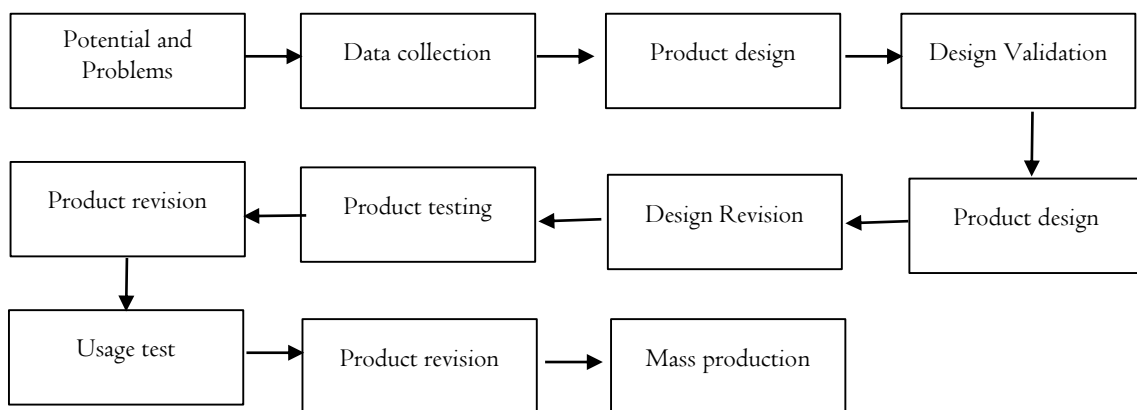 Potential and
Problems
Data collection
Product design
Design Validation
Product design
Design Revision
Product testing
Product revision
Usage test
Product revision
Mass production